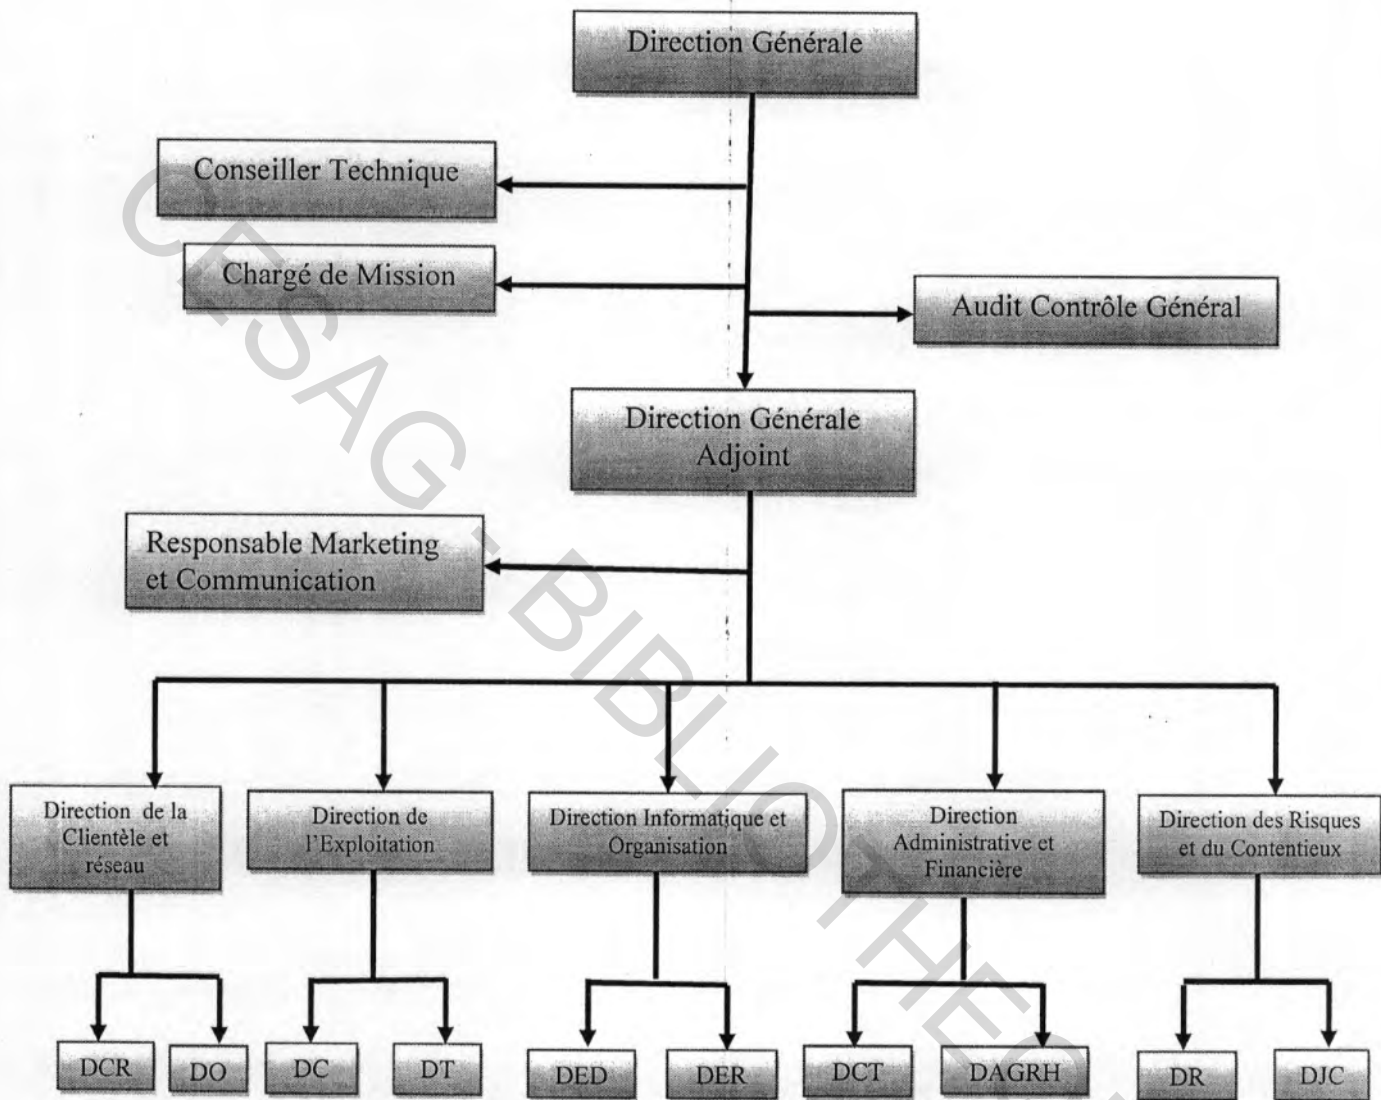 Direction Générale
Conseiller Technique
Chargé de Mission
Audit Contrôle Général
Direction Générale
Adjoint
Responsable Marketing
et Communication
Direction de la
Clientèle et
réseau
Direction de
l'Exploitation
Direction Informatique et
Organisation
Direction
Administrative et
Financière
Direction des Risques
et du Contentieux
DCR
DO
DC
DT
DED
DER
DCT
DAGRH
DR
DJC
CESAG - BIBLIOTHEQ